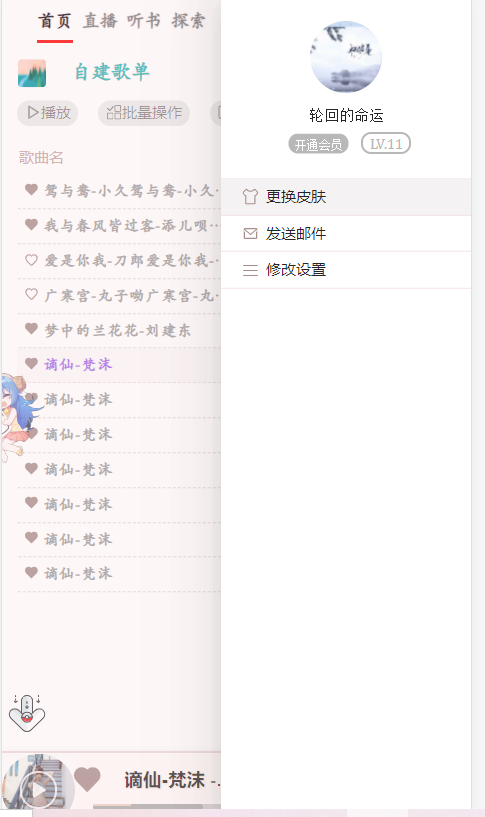 首页 直播 听书 探索
自建歌单
播放 批量操作
歌曲名
驾与鸯-小久驾与鸯-小久…
我与春风皆过客-添儿呗…
爱是你我-刀郎爱是你我-…
广寒宫-丸子呦广寒宫-丸…
梦中的兰花花-刘建东
谪仙-梵沫
谪仙-梵沫
谪仙-梵沫
谪仙-梵沫
谪仙-梵沫
谪仙-梵沫
谪仙-梵沫
谪仙-梵沫 -…
轮回的命运
开通会员 LV.11
更换皮肤
发送邮件
修改设置